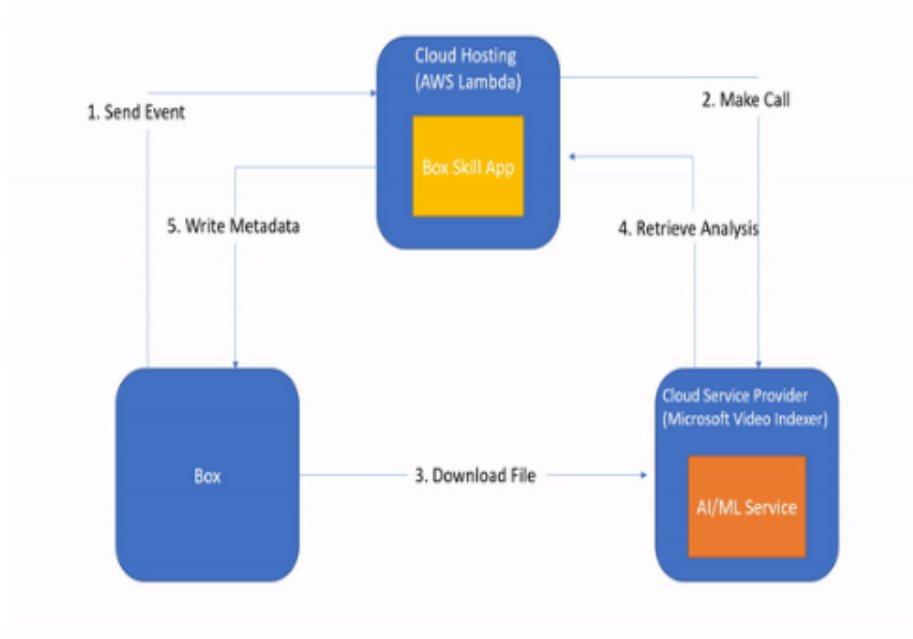 Cloud Hosting
(AWS Lambda)
1. Send Event
2. Make Call
Box Skill App
5. Write Metadata
4. Retrieve Analysis
Cloud Service Provider
(Microsoft Video Indexer)
Box
3. Download File
AI/ML Service